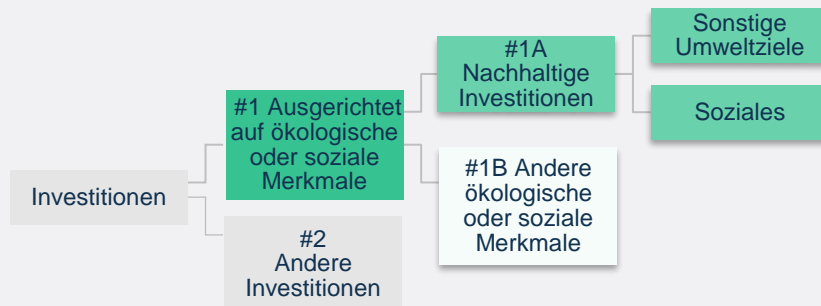 Investitionen
#1 Ausgerichtet
auf ökologische
oder soziale
Merkmale
#2
Andere
Investitionen
#1A
Nachhaltige
Investitionen
#1B Andere
ökologische
oder soziale
Merkmale
Sonstige
Umweltziele
Soziales